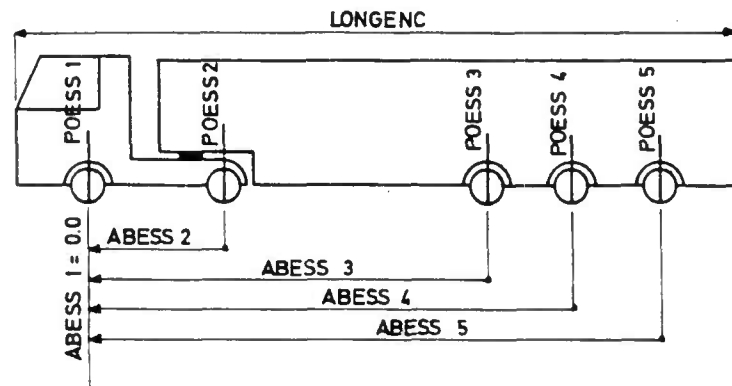 LONGENC
POESS 1
POESS 2
POESS 3
POESS 4
POESS 5
ABESS 1 = 0.0
ABESS 2
ABESS 3
ABESS 4
ABESS 5